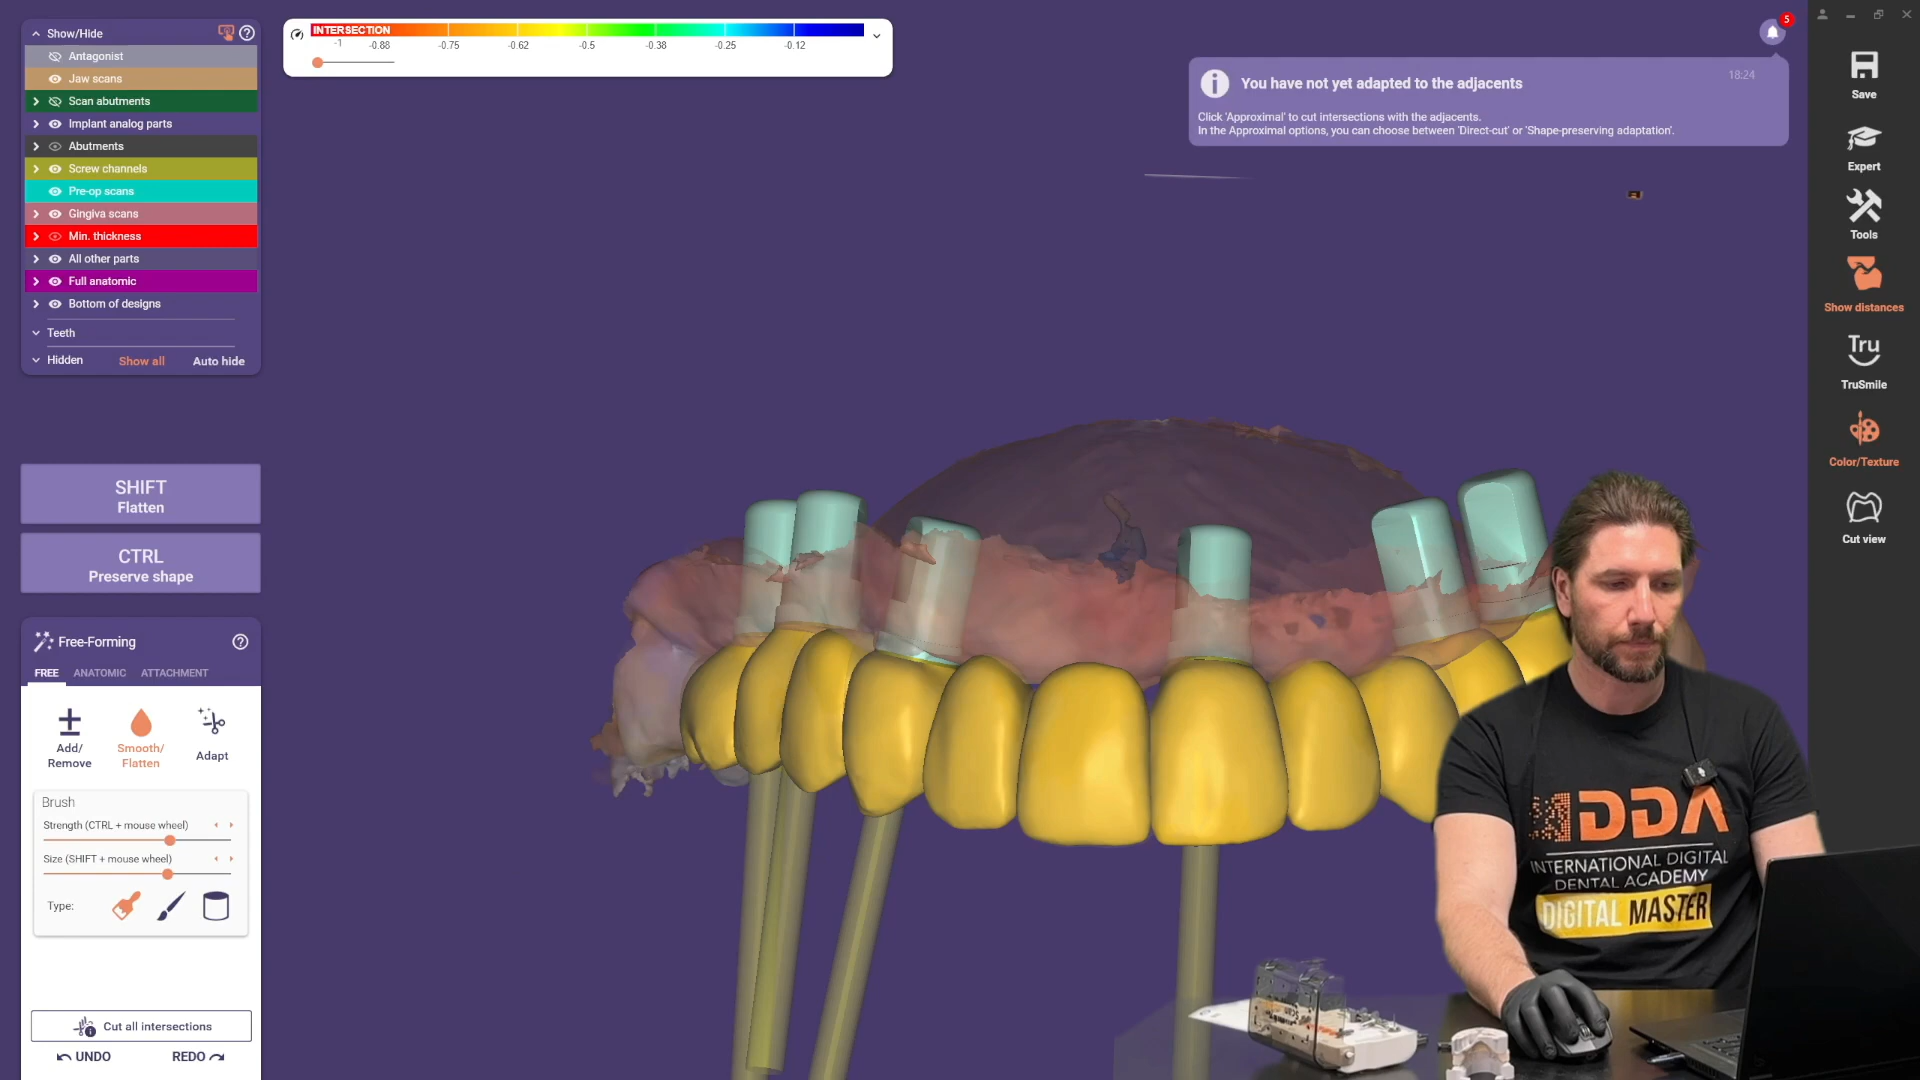 Show/Hide
Antagonist
Jaw scans
Scan abutments
Implant analog parts
Abutments
Screw channels
Pre-op scans
Gingiva scans
Min. thickness
All other parts
Full anatomic
Bottom of designs
Teeth
Hidden Show all Auto hide
SHIFT
Flatten
CTRL
Preserve shape
Free-Forming
FREE ANATOMIC ATTACHMENT
Add/
Remove
Smooth/
Flatten
Adapt
Brush
Strength (CTRL + mouse wheel)
Size (SHIFT + mouse wheel)
Type:
Cut all intersections
UNDO REDO
INTERSECTION
-1 -0.88 -0.75 -0.62 -0.5 -0.38 -0.25 -0.12
5
You have not yet adapted to the adjacents
18:24
Click 'Approximal' to cut intersections with the adjacents.
In the Approximal options, you can choose between 'Direct-cut' or 'Shape-preserving adaptation'.
Save
Expert
Tools
Show distances
Tru
TruSmile
Color/Texture
Cut view
IDDA
INTERNATIONAL DIGITAL
DENTAL ACADEMY
DIGITAL MASTER